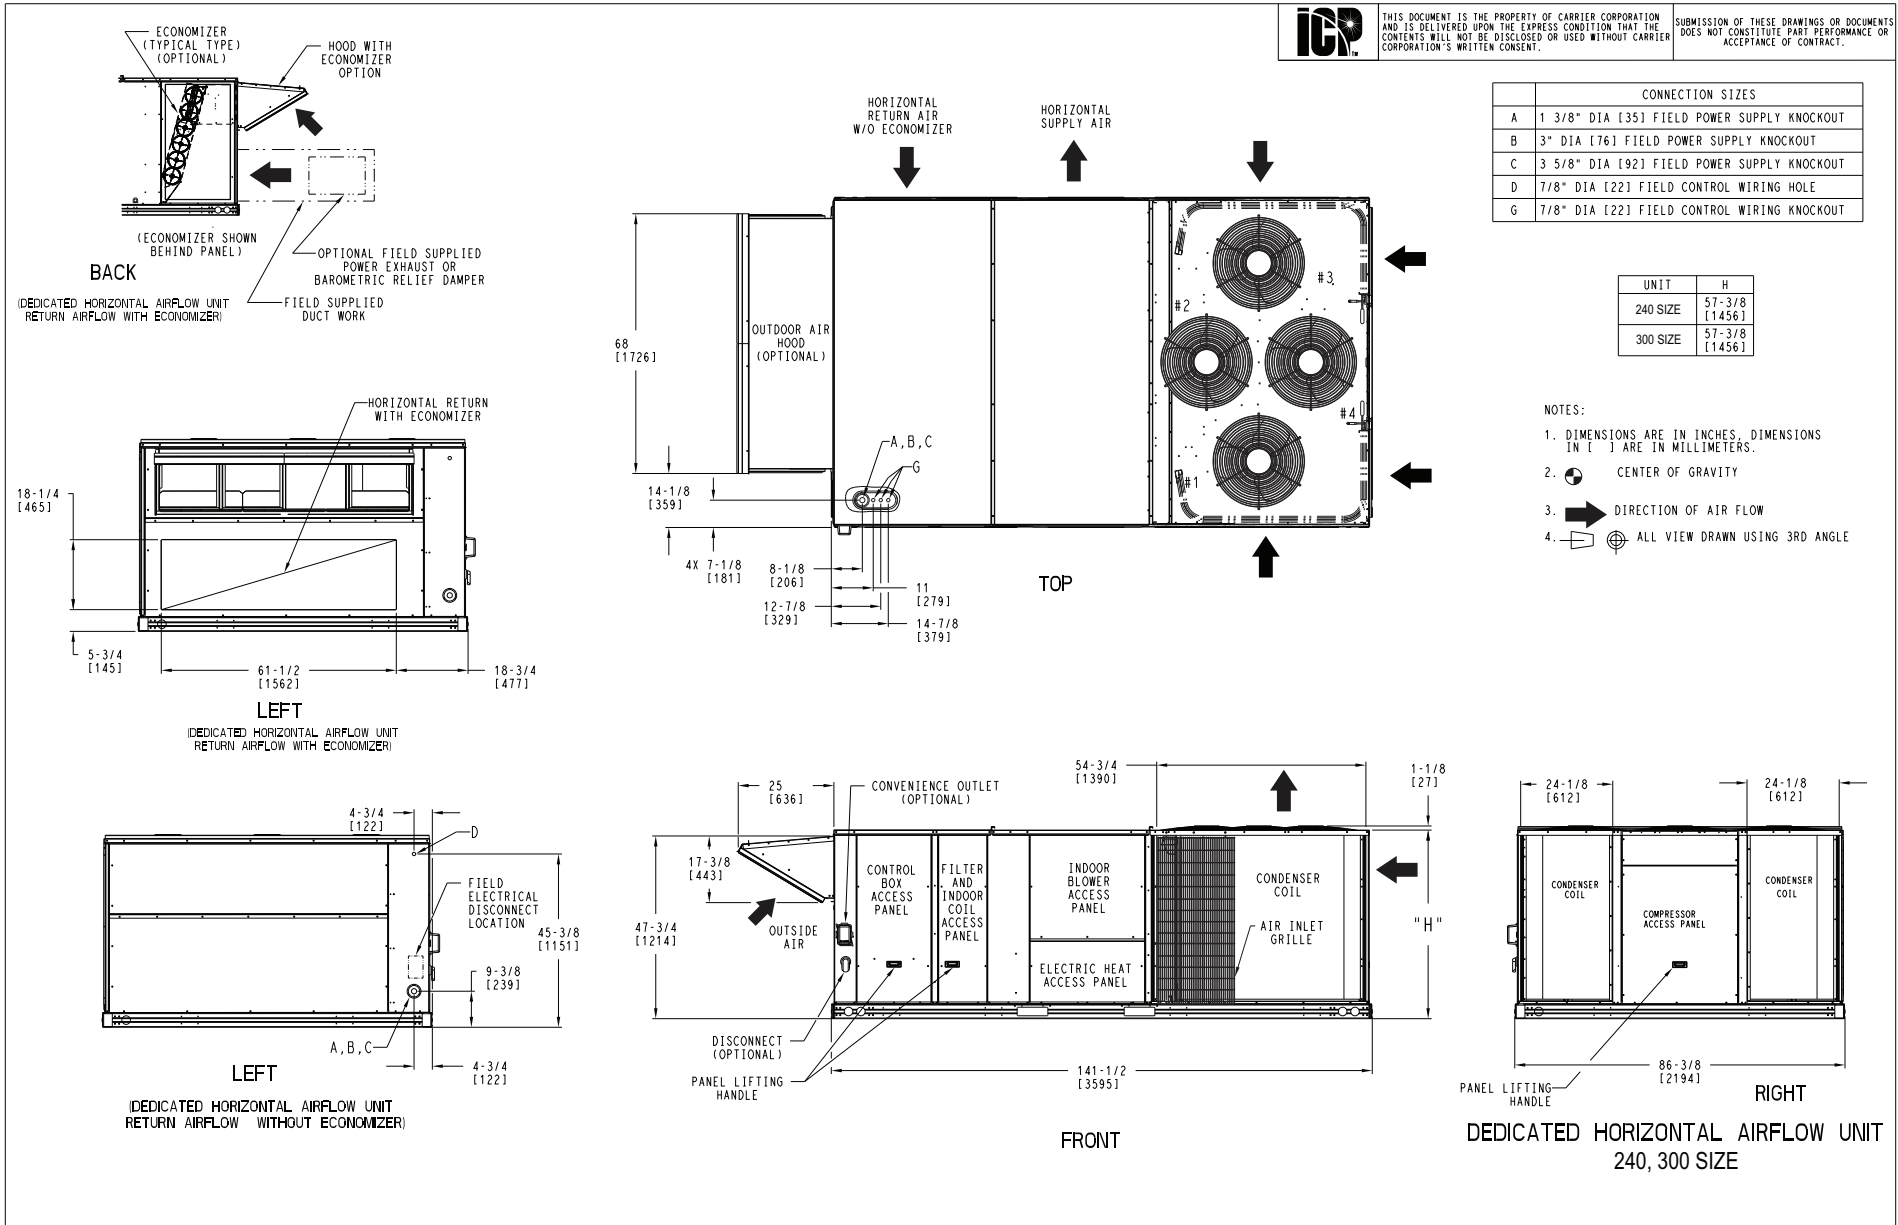 iCP
TM
THIS DOCUMENT IS THE PROPERTY OF CARRIER CORPORATION
AND IS DELIVERED UPON THE EXPRESS CONDITION THAT THE
CONTENTS WILL NOT BE DISCLOSED OR USED WITHOUT CARRIER
CORPORATION'S WRITTEN CONSENT.
SUBMISSION OF THESE DRAWINGS OR DOCUMENTS
DOES NOT CONSTITUTE PART PERFORMANCE OR
ACCEPTANCE OF CONTRACT.
ECONOMIZER
(TYPICAL TYPE)
(OPTIONAL)
HOOD WITH
ECONOMIZER
OPTION
(ECONOMIZER SHOWN
BEHIND PANEL)
OPTIONAL FIELD SUPPLIED
POWER EXHAUST OR
BAROMETRIC RELIEF DAMPER
FIELD SUPPLIED
DUCT WORK
BACK
(DEDICATED HORIZONTAL AIRFLOW UNIT
RETURN AIRFLOW WITH ECONOMIZER)
HORIZONTAL
RETURN AIR
W/O ECONOMIZER
HORIZONTAL
SUPPLY AIR
68
[1726]
OUTDOOR AIR
HOOD
(OPTIONAL)
#3
#2
#4
#1
A,B,C
G
14-1/8
[359]
4X 7-1/8
[181]
8-1/8
[206]
11
[279]
12-7/8
[329]
14-7/8
[379]
TOP
CONNECTION SIZES
A 1 3/8" DIA [35] FIELD POWER SUPPLY KNOCKOUT
B 3" DIA [76] FIELD POWER SUPPLY KNOCKOUT
C 3 5/8" DIA [92] FIELD POWER SUPPLY KNOCKOUT
D 7/8" DIA [22] FIELD CONTROL WIRING HOLE
G 7/8" DIA [22] FIELD CONTROL WIRING KNOCKOUT
UNIT H
240 SIZE 57-3/8
[1456]
300 SIZE 57-3/8
[1456]
NOTES:
1. DIMENSIONS ARE IN INCHES, DIMENSIONS
IN [ ] ARE IN MILLIMETERS.
2. CENTER OF GRAVITY
3. DIRECTION OF AIR FLOW
4. ALL VIEW DRAWN USING 3RD ANGLE
HORIZONTAL RETURN
WITH ECONOMIZER
18-1/4
[465]
5-3/4
[145]
61-1/2
[1562]
18-3/4
[477]
LEFT
(DEDICATED HORIZONTAL AIRFLOW UNIT
RETURN AIRFLOW WITH ECONOMIZER)
4-3/4
[122]
D
FIELD
ELECTRICAL
DISCONNECT
LOCATION
45-3/8
[1151]
9-3/8
[239]
A,B,C
4-3/4
[122]
LEFT
(DEDICATED HORIZONTAL AIRFLOW UNIT
RETURN AIRFLOW WITHOUT ECONOMIZER)
25
[636]
CONVENIENCE OUTLET
(OPTIONAL)
54-3/4
[1390]
1-1/8
[27]
17-3/8
[443]
47-3/4
[1214]
OUTSIDE
AIR
CONTROL
BOX
ACCESS
PANEL
FILTER
AND
INDOOR
COIL
ACCESS
PANEL
INDOOR
BLOWER
ACCESS
PANEL
ELECTRIC HEAT
ACCESS PANEL
CONDENSER
COIL
AIR INLET
GRILLE
"H"
DISCONNECT
(OPTIONAL)
PANEL LIFTING
HANDLE
141-1/2
[3595]
FRONT
24-1/8
[612]
24-1/8
[612]
CONDENSER
COIL
COMPRESSOR
ACCESS PANEL
CONDENSER
COIL
86-3/8
[2194]
PANEL LIFTING
HANDLE
RIGHT
DEDICATED HORIZONTAL AIRFLOW UNIT
240, 300 SIZE